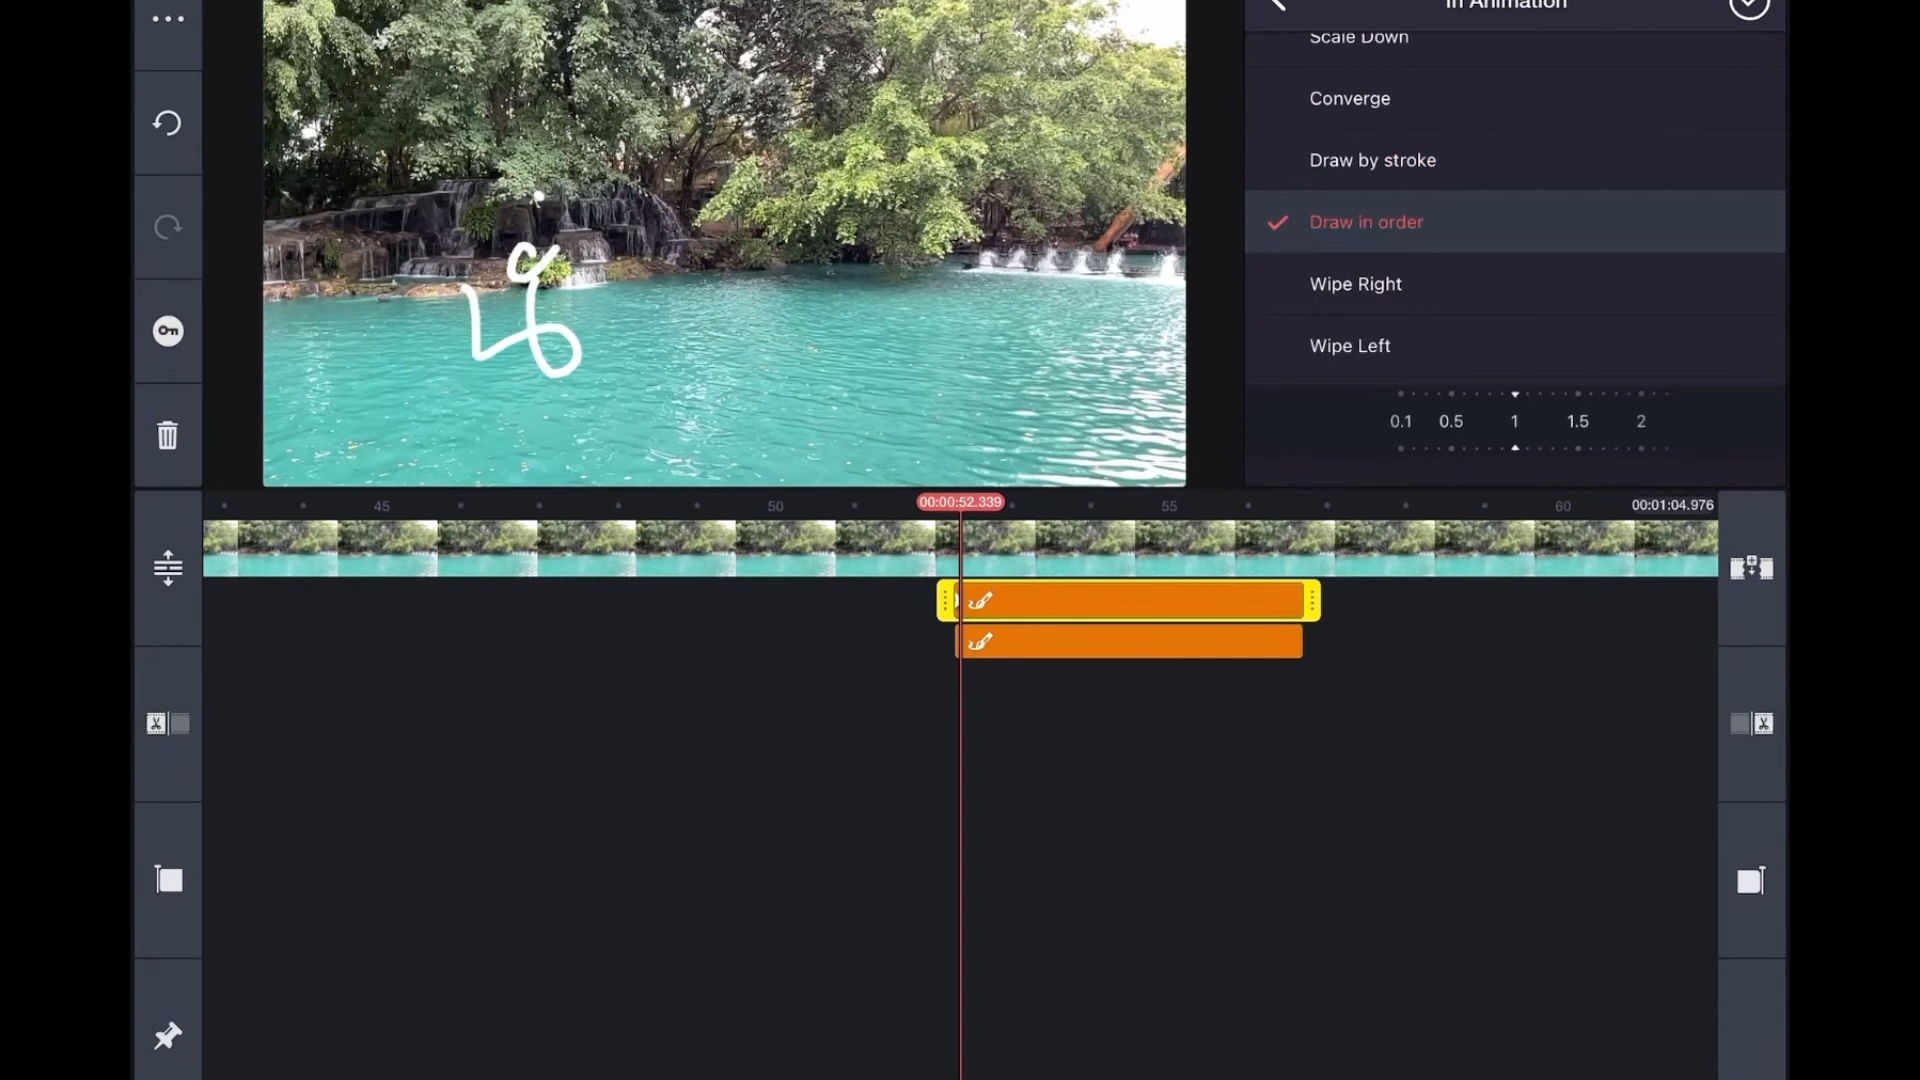 In Animation
Scale Down
Converge
Draw by stroke
Draw in order
Wipe Right
Wipe Left
0.1 0.5 1 1.5 2
45 50 00:00:52.339 55 60 00:01:04.976